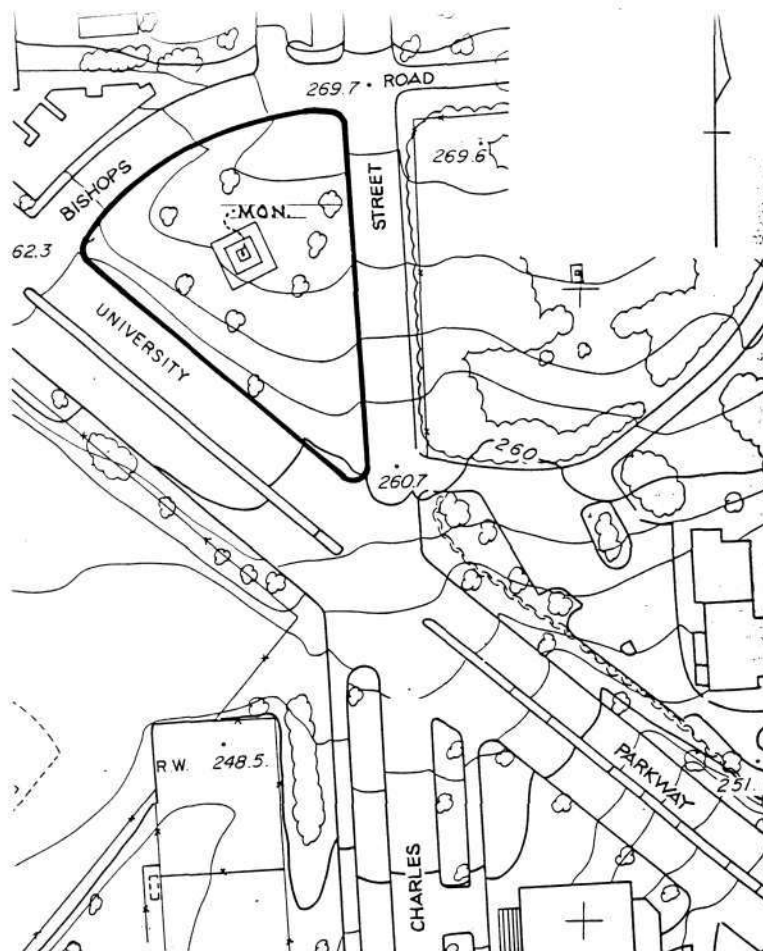 269.7
ROAD
269.6
BISHOPS
STREET
MON.
62.3
UNIVERSITY
260
260.7
R.W. 248.5.
PARKWAY
251.
CHARLES